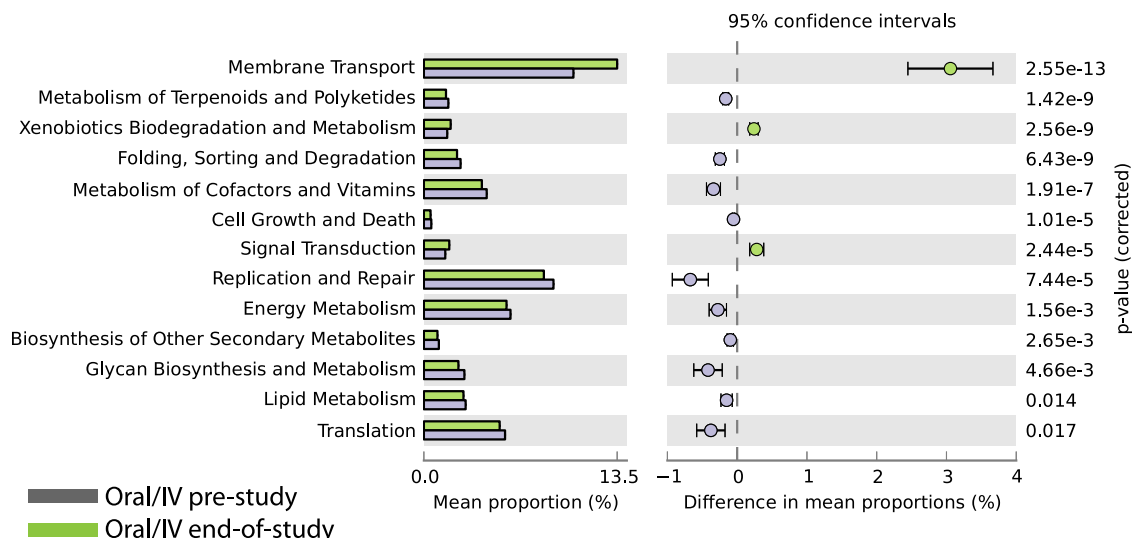 95% confidence intervals
Membrane Transport 2.55e-13
Metabolism of Terpenoids and Polyketides 1.42e-9
Xenobiotics Biodegradation and Metabolism 2.56e-9
Folding, Sorting and Degradation 6.43e-9
Metabolism of Cofactors and Vitamins 1.91e-7
Cell Growth and Death 1.01e-5
Signal Transduction 2.44e-5
Replication and Repair 7.44e-5
Energy Metabolism 1.56e-3
Biosynthesis of Other Secondary Metabolites 2.65e-3
Glycan Biosynthesis and Metabolism 4.66e-3
Lipid Metabolism 0.014
Translation 0.017
p-value (corrected)
0.0 13.5 −1 0 1 2 3 4
Mean proportion (%) Difference in mean proportions (%)
Oral/IV pre-study
Oral/IV end-of-study